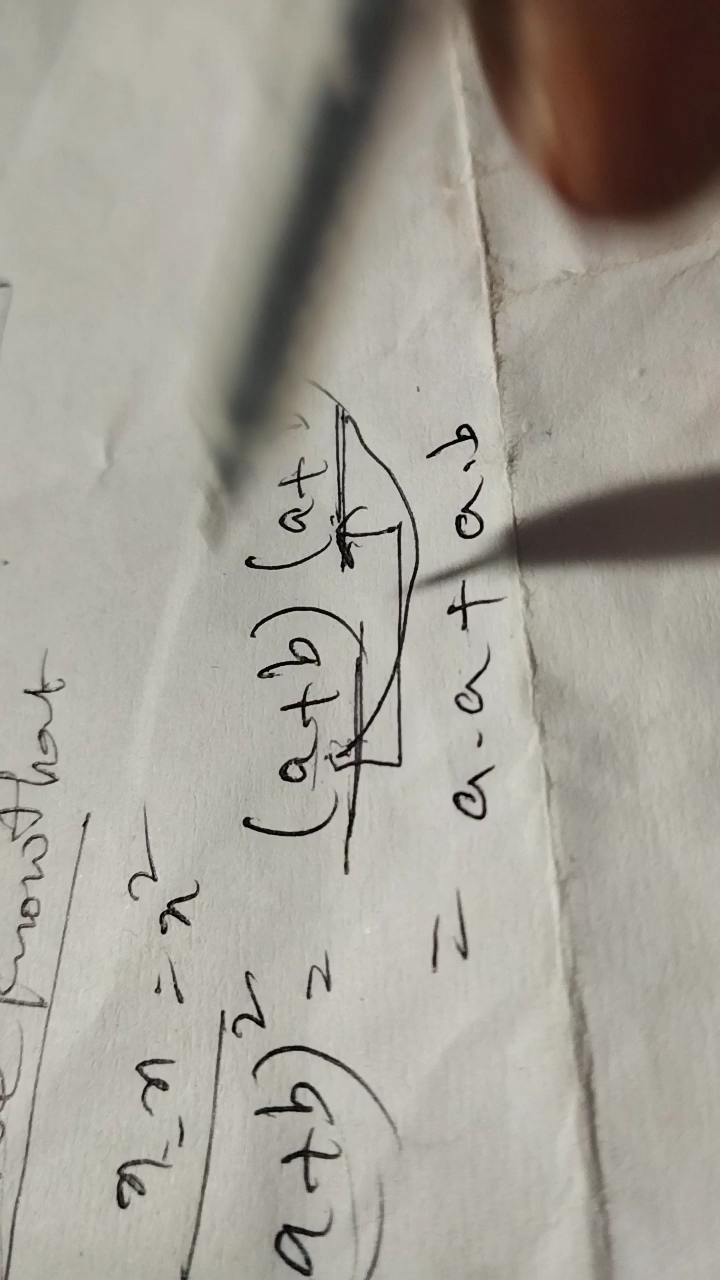 know that
x·x = x²
(a+b)² = (a+b)(a+
= a·a + a·b